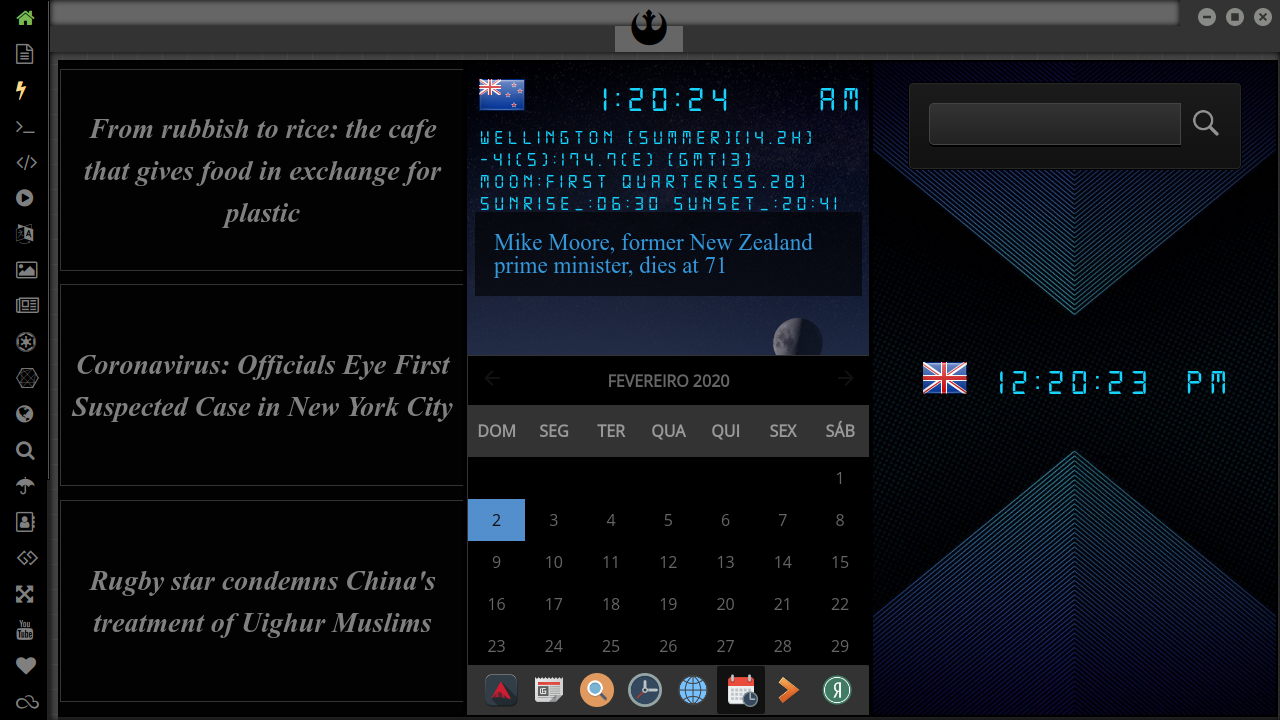 From rubbish to rice: the cafe
that gives food in exchange for
plastic
Coronavirus: Officials Eye First
Suspected Case in New York City
Rugby star condemns China's
treatment of Uighur Muslims
1:20:24 AM
WELLINGTON (SUMMER)(14.2H)
-41(S):174.7(E) (GMT13)
MOON:FIRST QUARTER(55.28)
SUNRISE_:06:30 SUNSET_:20:41
Mike Moore, former New Zealand
prime minister, dies at 71
FEVEREIRO 2020
DOM SEG TER QUA QUI SEX SÁB
1
2 3 4 5 6 7 8
9 10 11 12 13 14 15
16 17 18 19 20 21 22
23 24 25 26 27 28 29
12:20:23 PM
You
Tube
Я